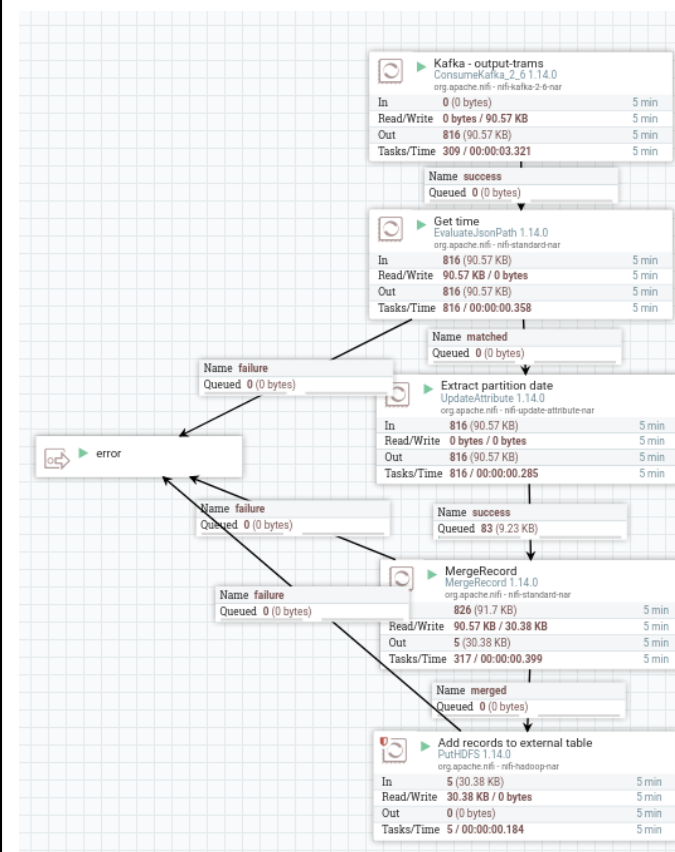 Kafka - output-trams
ConsumeKafka_2_6 1.14.0
org.apache.nifi - nifi-kafka-2-6-nar
In 0 (0 bytes) 5 min
Read/Write 0 bytes / 90.57 KB 5 min
Out 816 (90.57 KB) 5 min
Tasks/Time 309 / 00:00:03.321 5 min
Name success
Queued 0 (0 bytes)
Get time
EvaluateJsonPath 1.14.0
org.apache.nifi - nifi-standard-nar
In 816 (90.57 KB) 5 min
Read/Write 90.57 KB / 0 bytes 5 min
Out 816 (90.57 KB) 5 min
Tasks/Time 816 / 00:00:00.358 5 min
Name matched
Queued 0 (0 bytes)
Name failure
Queued 0 (0 bytes)
Extract partition date
UpdateAttribute 1.14.0
org.apache.nifi - nifi-update-attribute-nar
In 816 (90.57 KB) 5 min
Read/Write 0 bytes / 0 bytes 5 min
Out 816 (90.57 KB) 5 min
Tasks/Time 816 / 00:00:00.285 5 min
error
Name failure
Queued 0 (0 bytes)
Name success
Queued 83 (9.23 KB)
MergeRecord
MergeRecord 1.14.0
org.apache.nifi - nifi-standard-nar
826 (91.7 KB) 5 min
Read/Write 90.57 KB / 30.38 KB 5 min
Out 5 (30.38 KB) 5 min
Tasks/Time 317 / 00:00:00.399 5 min
Name failure
Queued 0 (0 bytes)
Name merged
Queued 0 (0 bytes)
Add records to external table
PutHDFS 1.14.0
org.apache.nifi - nifi-hadoop-nar
In 5 (30.38 KB) 5 min
Read/Write 30.38 KB / 0 bytes 5 min
Out 0 (0 bytes) 5 min
Tasks/Time 5 / 00:00:00.184 5 min